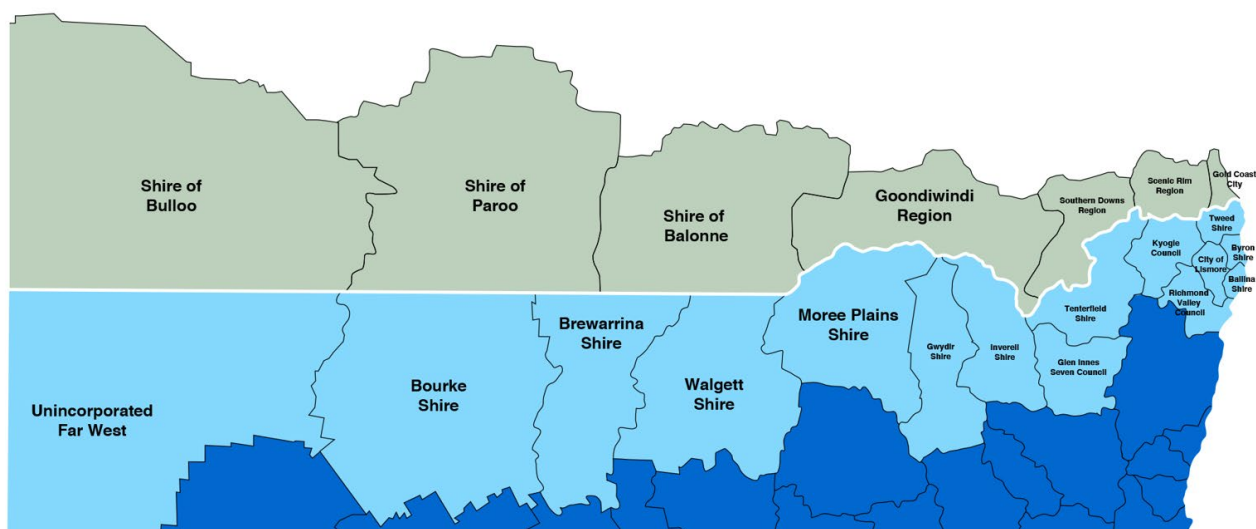 Shire of
Bulloo
Shire of
Paroo
Shire of
Balonne
Goondiwindi
Region
Southern Downs
Region
Scenic Rim
Region
Gold Coast
City
Tweed
Shire
Kyogle
Council
Byron
Shire
City of
Lismore
Ballina
Shire
Richmond
Valley
Council
Unincorporated
Far West
Bourke
Shire
Brewarrina
Shire
Walgett
Shire
Moree Plains
Shire
Gwydir
Shire
Inverell
Shire
Tenterfield
Shire
Glen Innes
Seven Council